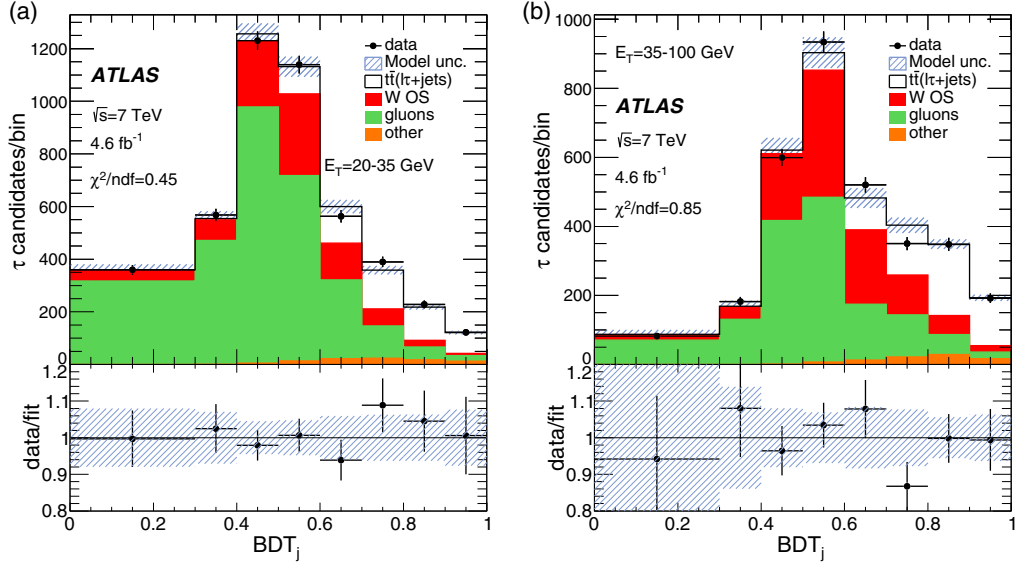 (a)
τ candidates/bin
1200
1000
800
600
400
200
0
ATLAS
√s=7 TeV
4.6 fb⁻¹
χ²/ndf=0.45
data
Model unc.
tt̄(lτ+jets)
W OS
gluons
other
E_T=20-35 GeV
data/fit
1.2
1.1
1
0.9
0.8
0 0.2 0.4 0.6 0.8 1
BDT_j
(b)
τ candidates/bin
1000
800
600
400
200
0
E_T=35-100 GeV
ATLAS
√s=7 TeV
4.6 fb⁻¹
χ²/ndf=0.85
data
Model unc.
tt̄(lτ+jets)
W OS
gluons
other
data/fit
1.2
1.1
1
0.9
0.8
0 0.2 0.4 0.6 0.8 1
BDT_j